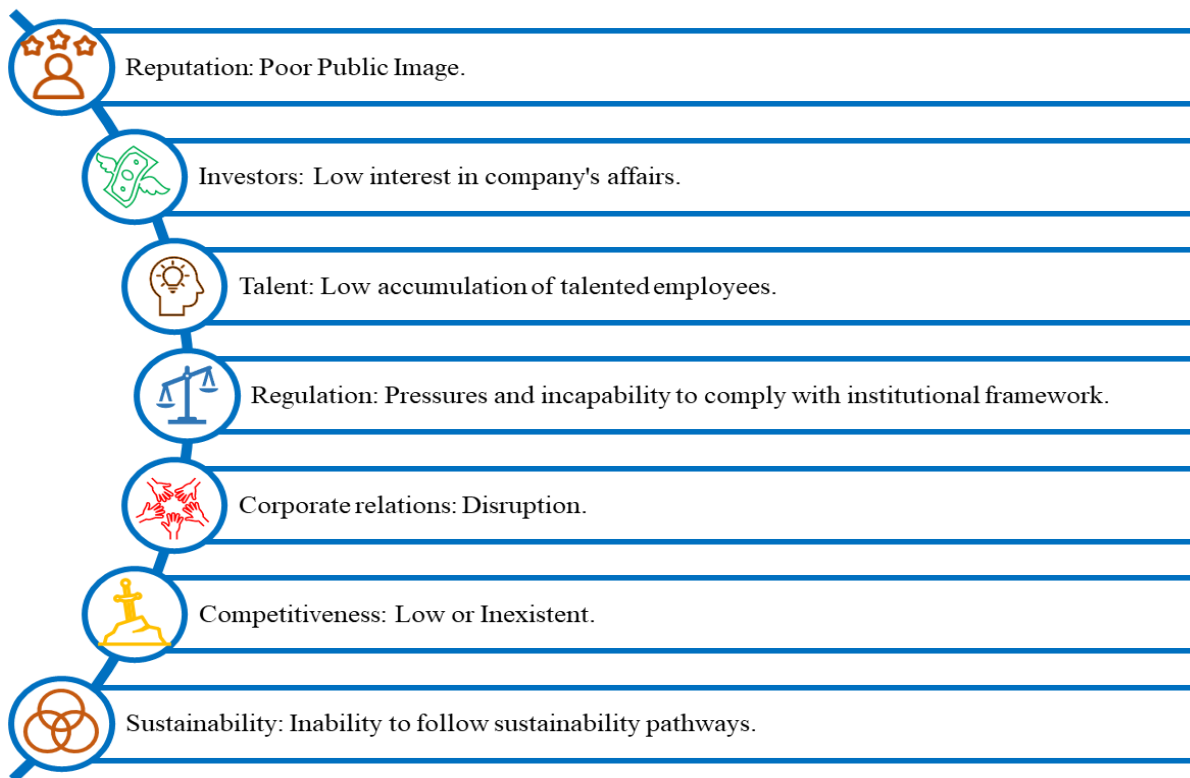 Reputation: Poor Public Image.
Investors: Low interest in company's affairs.
Talent: Low accumulation of talented employees.
Regulation: Pressures and incapability to comply with institutional framework.
Corporate relations: Disruption.
Competitiveness: Low or Inexistent.
Sustainability: Inability to follow sustainability pathways.